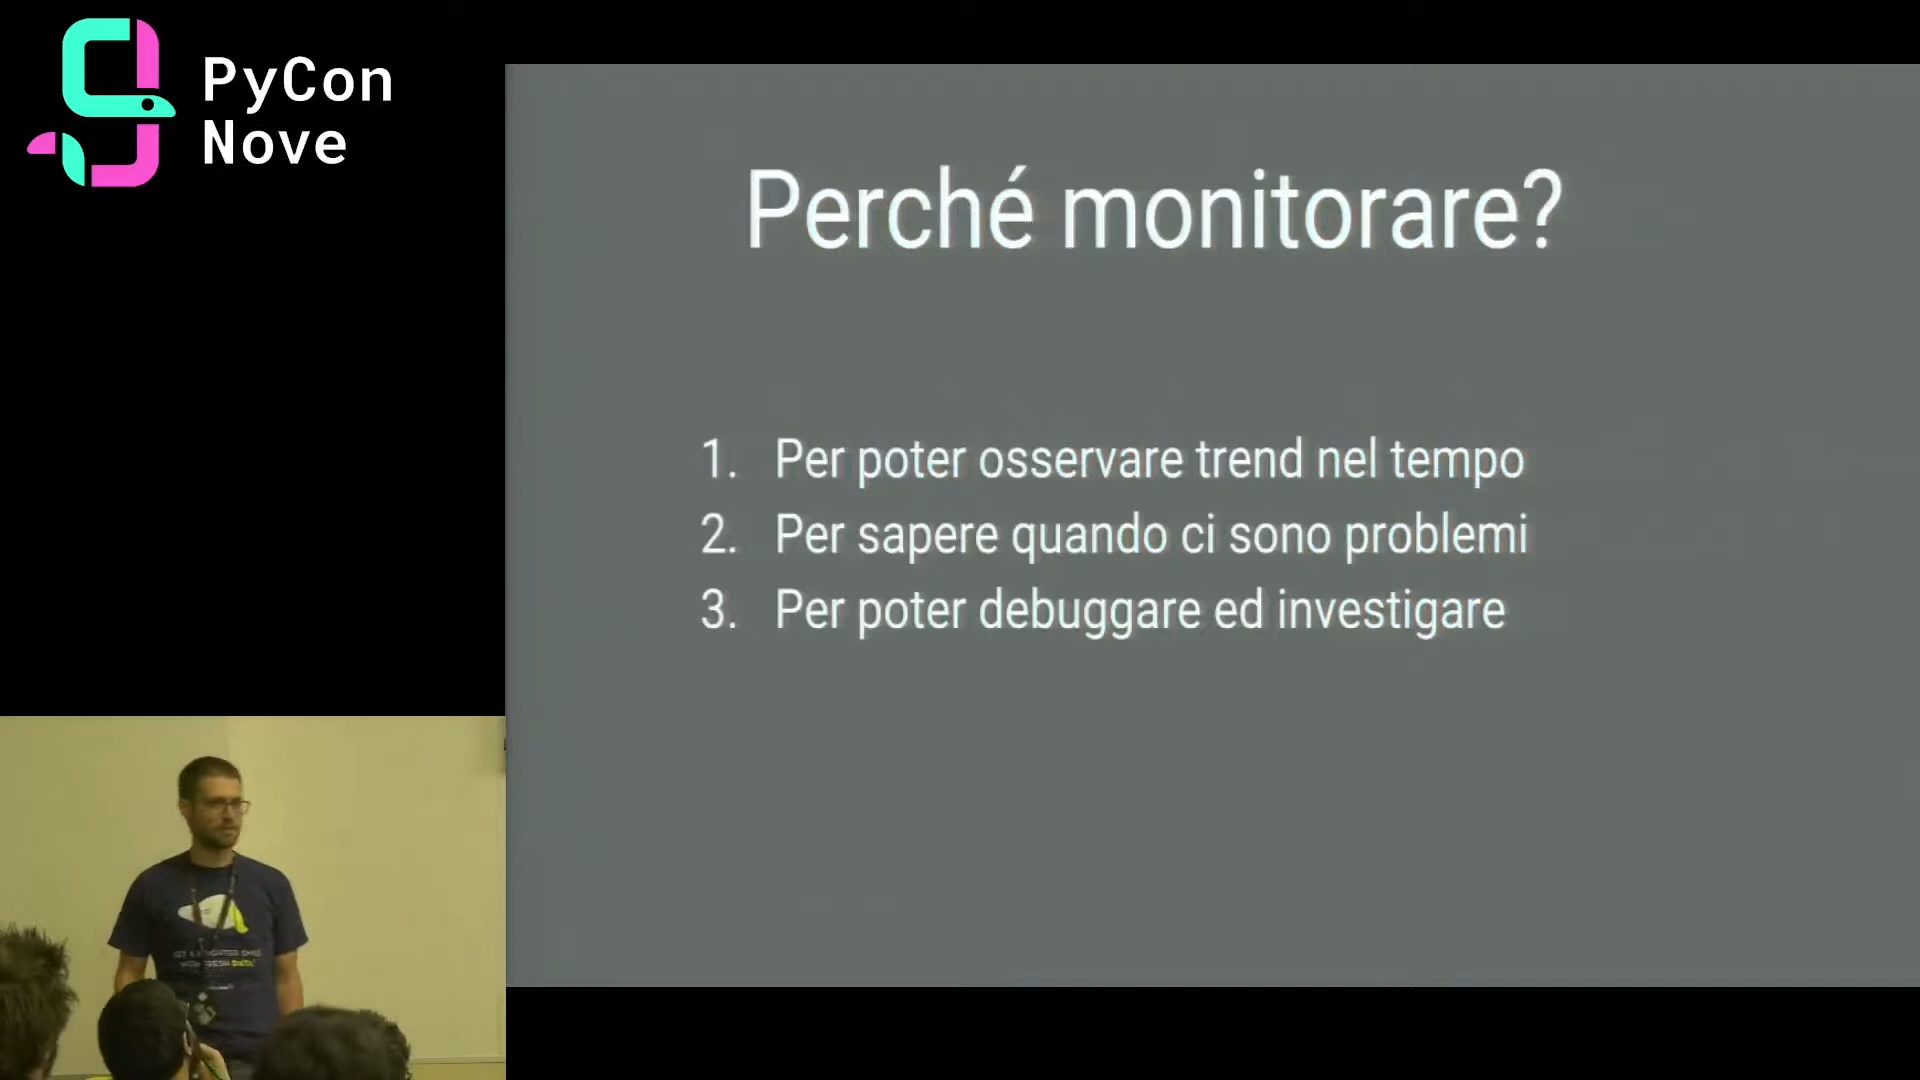 PyCon
Nove
Perché monitorare?
1. Per poter osservare trend nel tempo
2. Per sapere quando ci sono problemi
3. Per poter debuggare ed investigare